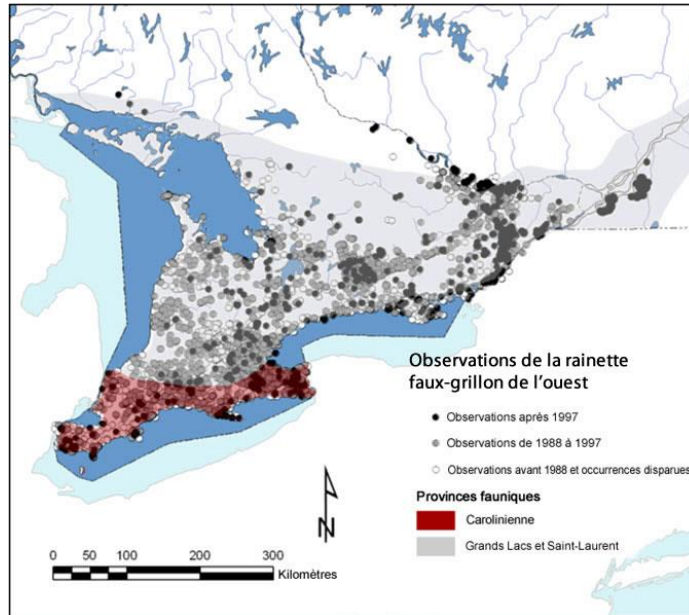 Observations de la rainette
faux-grillon de l'ouest
Observations après 1997
Observations de 1988 à 1997
Observations avant 1988 et occurrences disparues
Provinces fauniques
Carolinienne
Grands Lacs et Saint-Laurent
N
0 50 100 200 300
Kilomètres